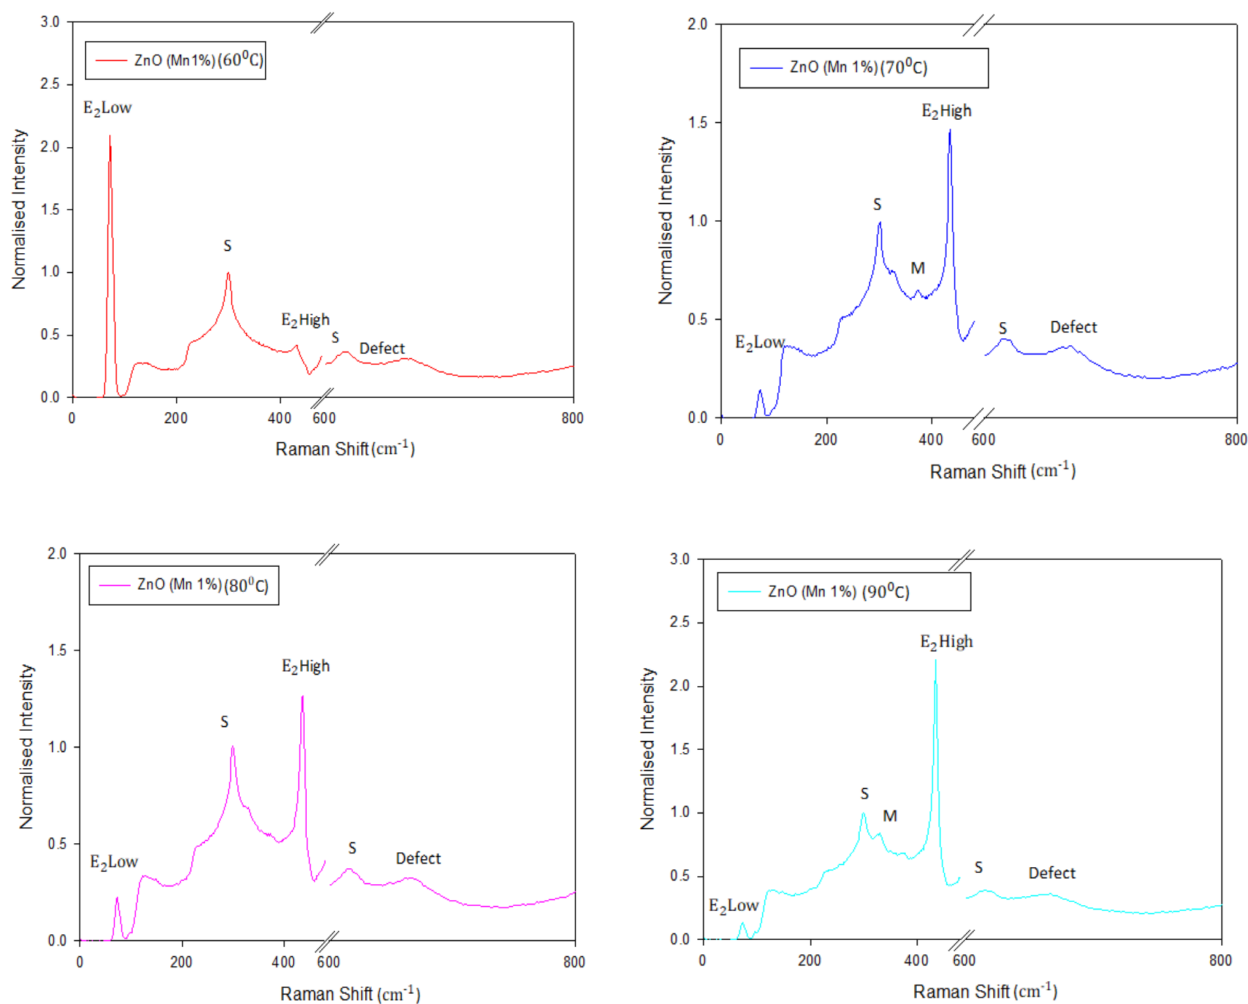 3.0
2.5
2.0
1.5
1.0
0.5
0.0
Normalised Intensity
ZnO (Mn1%) (60⁰C)
E₂Low
S
E₂High
S
Defect
0
200
400
600
800
Raman Shift (cm⁻¹)
2.0
1.5
1.0
0.5
0.0
Normalised Intensity
ZnO (Mn 1%) (70⁰C)
E₂High
S
M
E₂Low
S
Defect
0
200
400
600
800
Raman Shift (cm⁻¹)
2.0
1.5
1.0
0.5
0.0
Normalised Intensity
ZnO (Mn 1%) (80⁰C)
E₂High
S
E₂Low
S
Defect
0
200
400
600
800
Raman Shift (cm⁻¹)
3.0
2.5
2.0
1.5
1.0
0.5
0.0
Normalised Intensity
ZnO (Mn 1%) (90⁰C)
E₂High
S
M
E₂Low
S
Defect
0
200
400
600
800
Raman Shift (cm⁻¹)